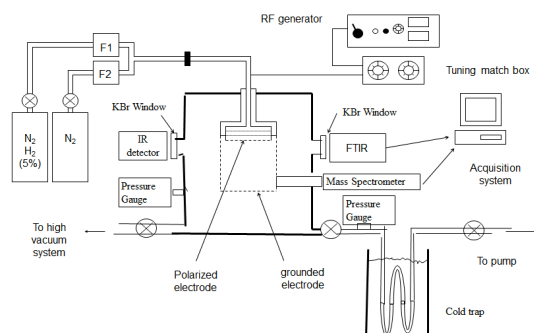 RF generator
F1
F2
Tuning match box
KBr Window
KBr Window
N2
H2
(5%)
N2
IR
detector
FTIR
Acquisition
system
Pressure
Gauge
Mass Spectrometer
Pressure
Gauge
To high
vacuum
system
Polarized
electrode
grounded
electrode
To pump
Cold trap